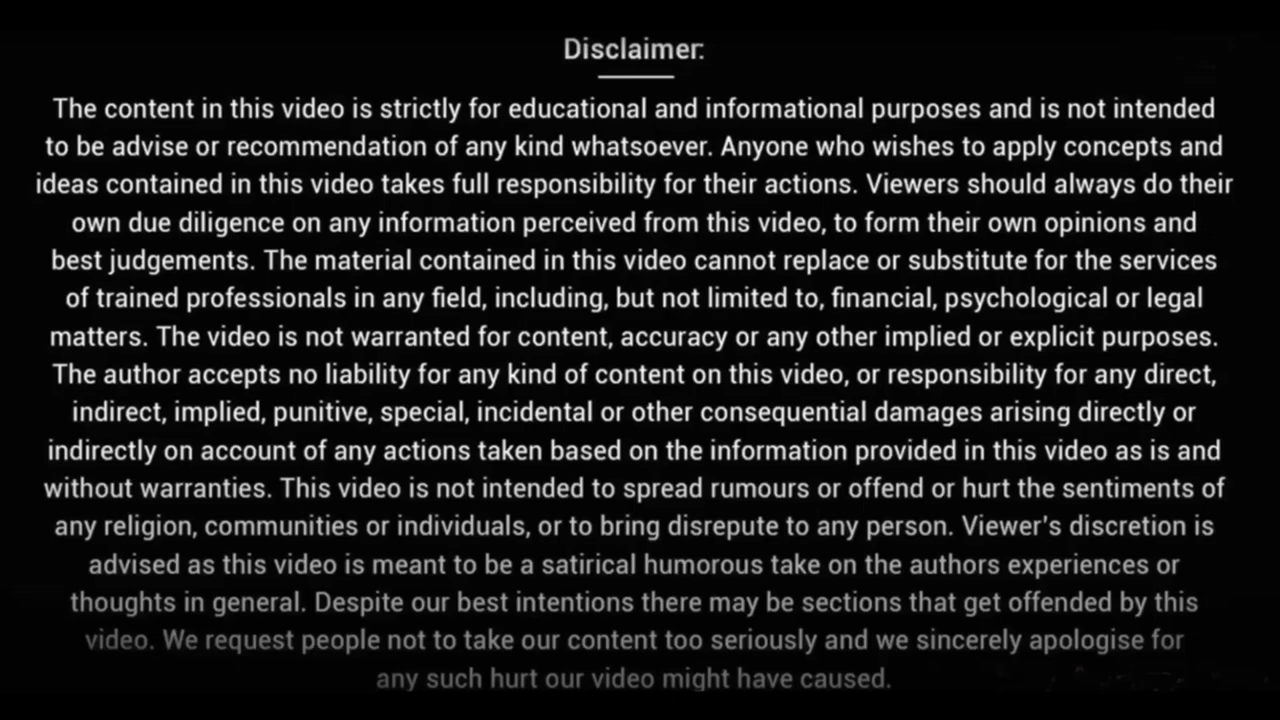 Disclaimer:
The content in this video is strictly for educational and informational purposes and is not intended
to be advise or recommendation of any kind whatsoever. Anyone who wishes to apply concepts and
ideas contained in this video takes full responsibility for their actions. Viewers should always do their
own due diligence on any information perceived from this video, to form their own opinions and
best judgements. The material contained in this video cannot replace or substitute for the services
of trained professionals in any field, including, but not limited to, financial, psychological or legal
matters. The video is not warranted for content, accuracy or any other implied or explicit purposes.
The author accepts no liability for any kind of content on this video, or responsibility for any direct,
indirect, implied, punitive, special, incidental or other consequential damages arising directly or
indirectly on account of any actions taken based on the information provided in this video as is and
without warranties. This video is not intended to spread rumours or offend or hurt the sentiments of
any religion, communities or individuals, or to bring disrepute to any person. Viewer's discretion is
advised as this video is meant to be a satirical humorous take on the authors experiences or
thoughts in general. Despite our best intentions there may be sections that get offended by this
video. We request people not to take our content too seriously and we sincerely apologise for
any such hurt our video might have caused.